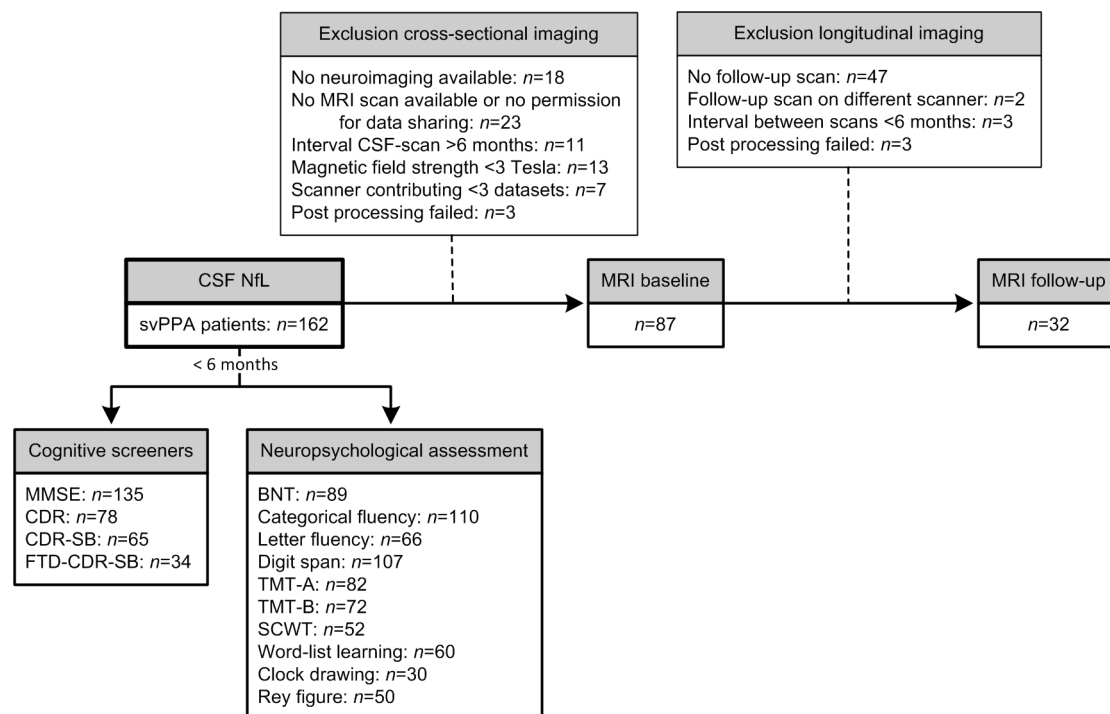 Exclusion cross-sectional imaging
No neuroimaging available: n=18
No MRI scan available or no permission
for data sharing: n=23
Interval CSF-scan >6 months: n=11
Magnetic field strength <3 Tesla: n=13
Scanner contributing <3 datasets: n=7
Post processing failed: n=3
Exclusion longitudinal imaging
No follow-up scan: n=47
Follow-up scan on different scanner: n=2
Interval between scans <6 months: n=3
Post processing failed: n=3
CSF NfL
svPPA patients: n=162
MRI baseline
n=87
MRI follow-up
n=32
< 6 months
Cognitive screeners
MMSE: n=135
CDR: n=78
CDR-SB: n=65
FTD-CDR-SB: n=34
Neuropsychological assessment
BNT: n=89
Categorical fluency: n=110
Letter fluency: n=66
Digit span: n=107
TMT-A: n=82
TMT-B: n=72
SCWT: n=52
Word-list learning: n=60
Clock drawing: n=30
Rey figure: n=50